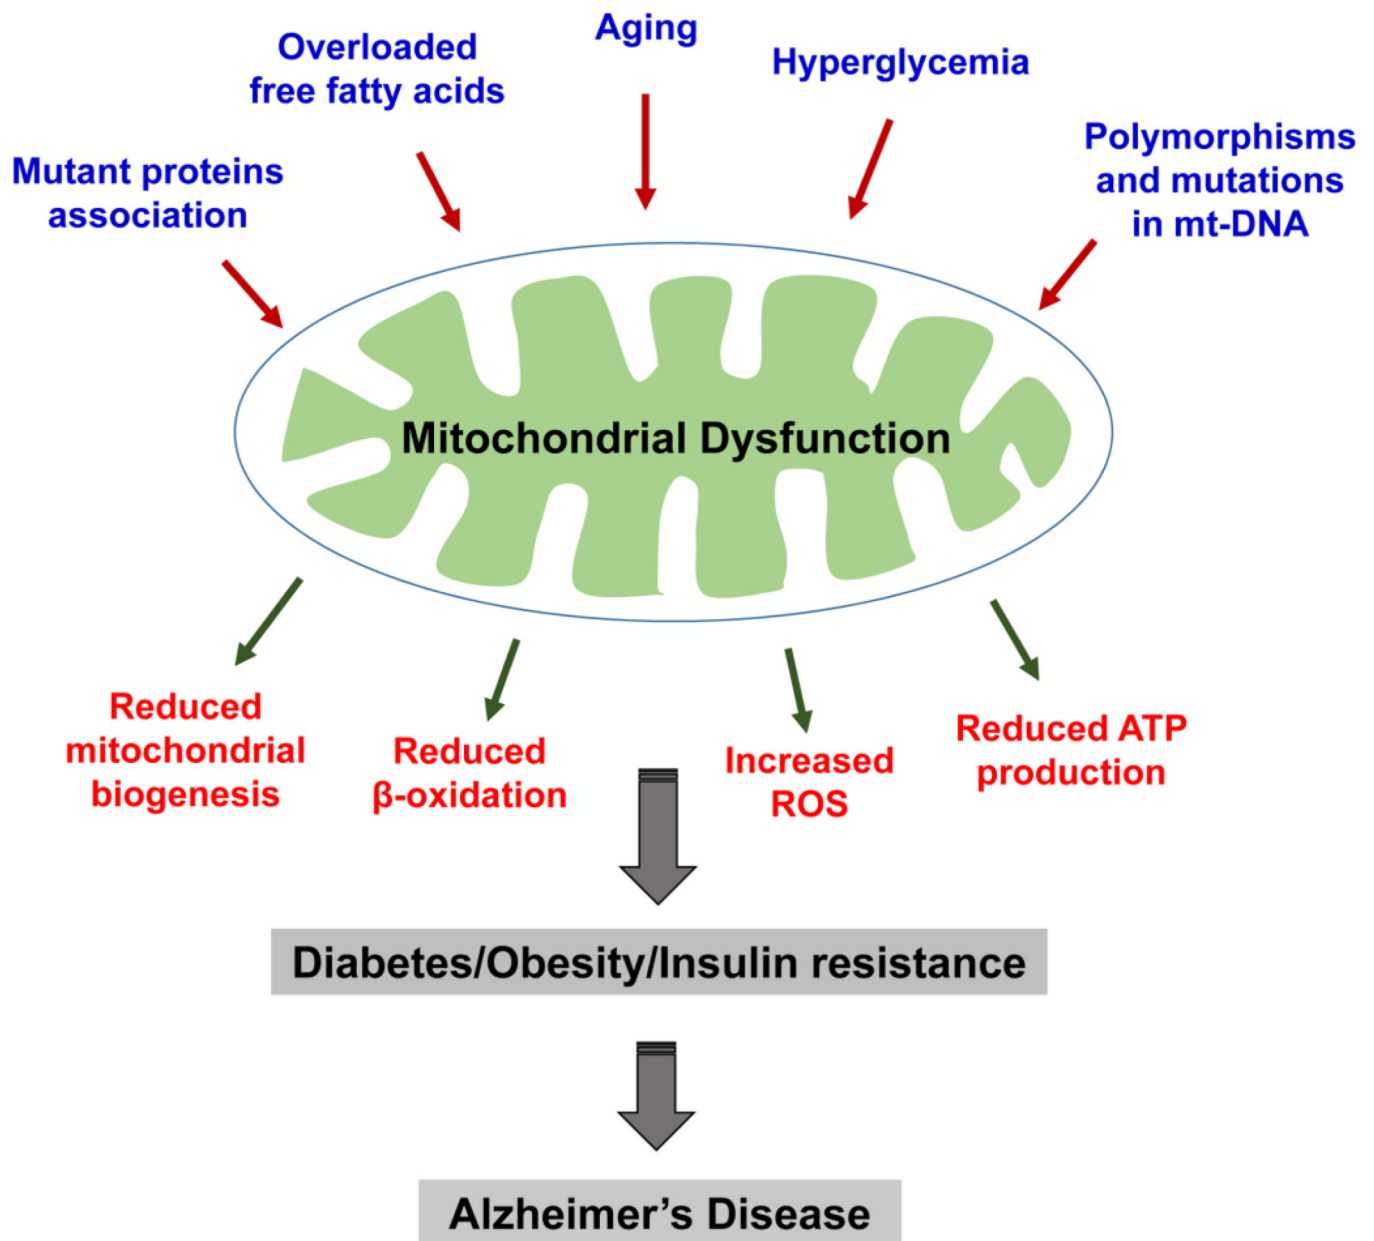 Aging
Overloaded
free fatty acids
Hyperglycemia
Polymorphisms
and mutations
in mt-DNA
Mutant proteins
association
Mitochondrial Dysfunction
Reduced
mitochondrial
biogenesis
Reduced
β-oxidation
Increased
ROS
Reduced ATP
production
Diabetes/Obesity/Insulin resistance
Alzheimer’s Disease